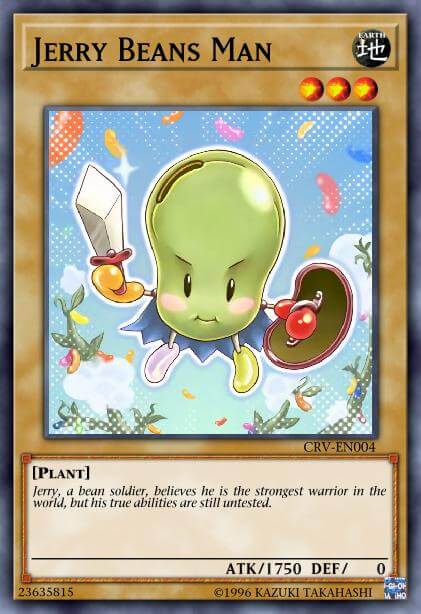 JERRY BEANS MAN
EARTH
地
CRV-EN004
[PLANT]
Jerry, a bean soldier, believes he is the strongest warrior in the
world, but his true abilities are still untested.
ATK/1750 DEF/ 0
23635815
©1996 KAZUKI TAKAHASHI